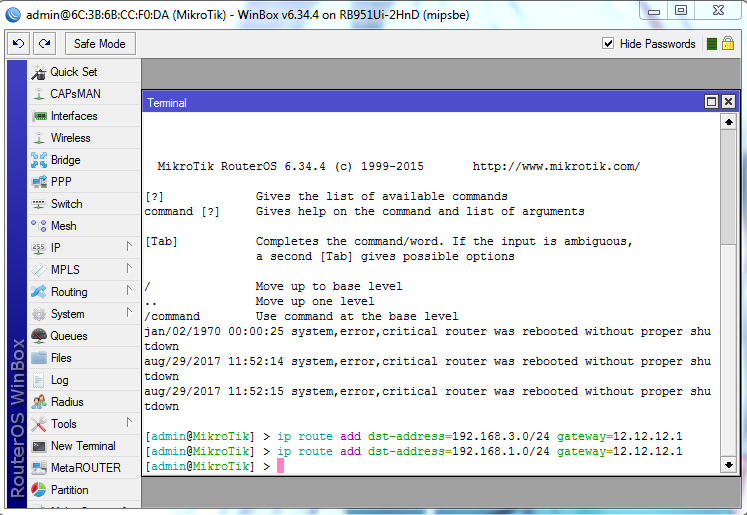 admin@6C:3B:6B:CC:F0:DA (MikroTik) - WinBox v6.34.4 on RB951Ui-2HnD (mipsbe)
Safe Mode
Hide Passwords
Quick Set
CAPsMAN
Interfaces
Wireless
Bridge
PPP
Switch
Mesh
IP
MPLS
Routing
System
Queues
Files
Log
Radius
Tools
New Terminal
MetaROUTER
Partition
RouterOS WinBox
Terminal
MikroTik RouterOS 6.34.4 (c) 1999-2015       http://www.mikrotik.com/
[?]             Gives the list of available commands
command [?]     Gives help on the command and list of arguments
[Tab]           Completes the command/word. If the input is ambiguous,
a second [Tab] gives possible options
/               Move up to base level
..              Move up one level
/command        Use command at the base level
jan/02/1970 00:00:25 system,error,critical router was rebooted without proper shu
tdown
aug/29/2017 11:52:14 system,error,critical router was rebooted without proper shu
tdown
aug/29/2017 11:52:15 system,error,critical router was rebooted without proper shu
tdown
[admin@MikroTik] > ip route add dst-address=192.168.3.0/24 gateway=12.12.12.1
[admin@MikroTik] > ip route add dst-address=192.168.1.0/24 gateway=12.12.12.1
[admin@MikroTik] >